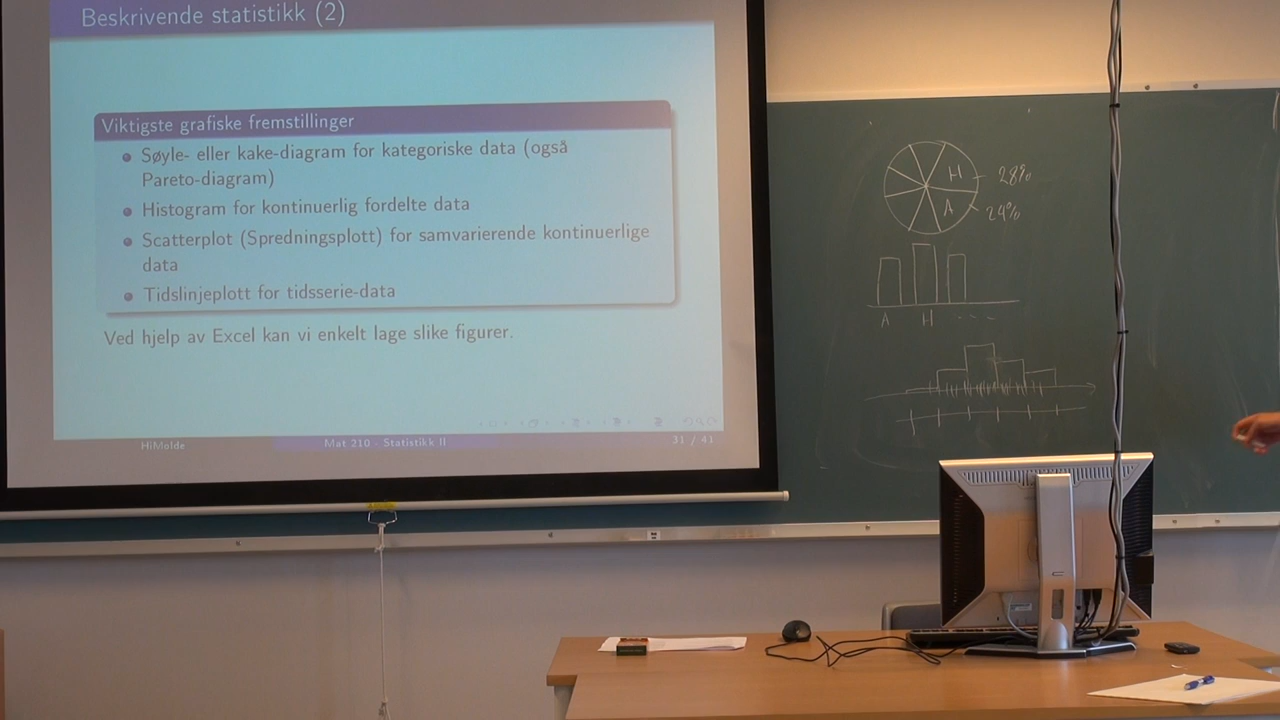 Beskrivende statistikk (2)
Viktigste grafiske fremstillinger
Søyle- eller kake-diagram for kategoriske data (også
Pareto-diagram)
Histogram for kontinuerlig fordelte data
Scatterplot (Spredningsplott) for samvarierende kontinuerlige
data
Tidslinjeplott for tidsserie-data
Ved hjelp av Excel kan vi enkelt lage slike figurer.
HiMolde
Mat 210 - Statistikk II
31 / 41
H
28%
A
24%
A H ....